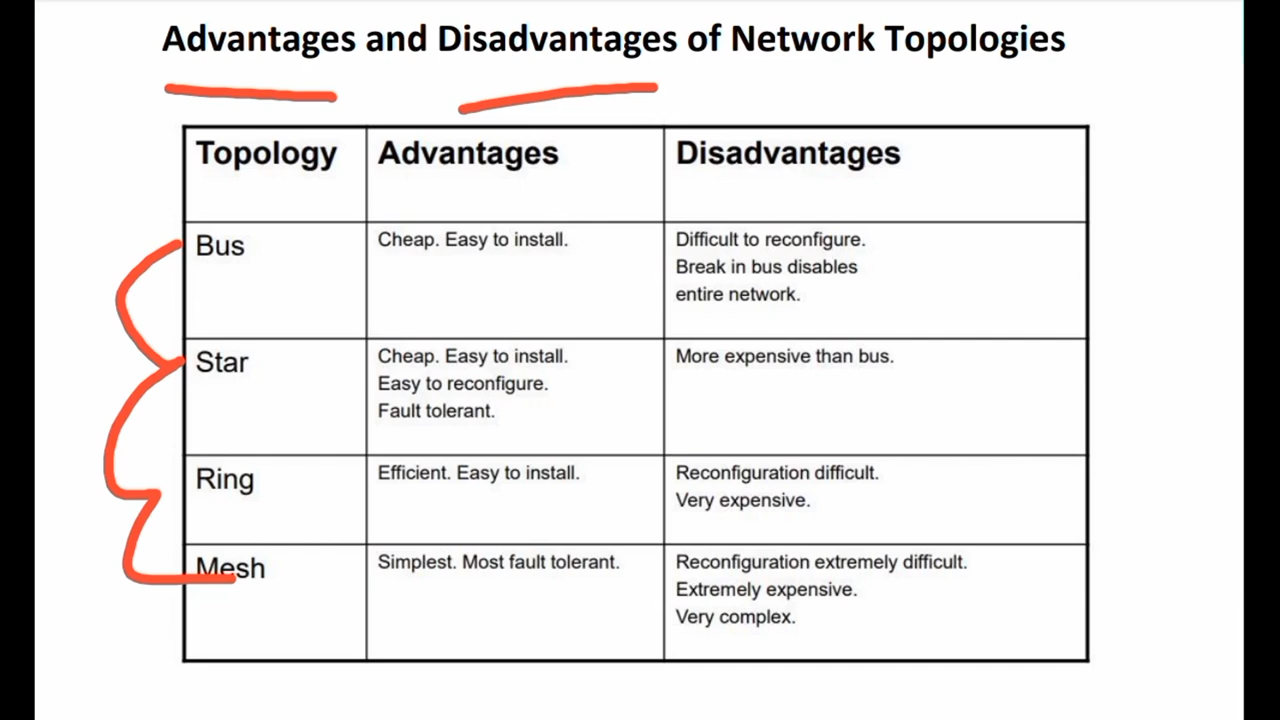 Advantages and Disadvantages of Network Topologies
Topology Advantages Disadvantages
Bus Cheap. Easy to install. Difficult to reconfigure.
Break in bus disables
entire network.
Star Cheap. Easy to install. More expensive than bus.
Easy to reconfigure.
Fault tolerant.
Ring Efficient. Easy to install. Reconfiguration difficult.
Very expensive.
Mesh Simplest. Most fault tolerant. Reconfiguration extremely difficult.
Extremely expensive.
Very complex.